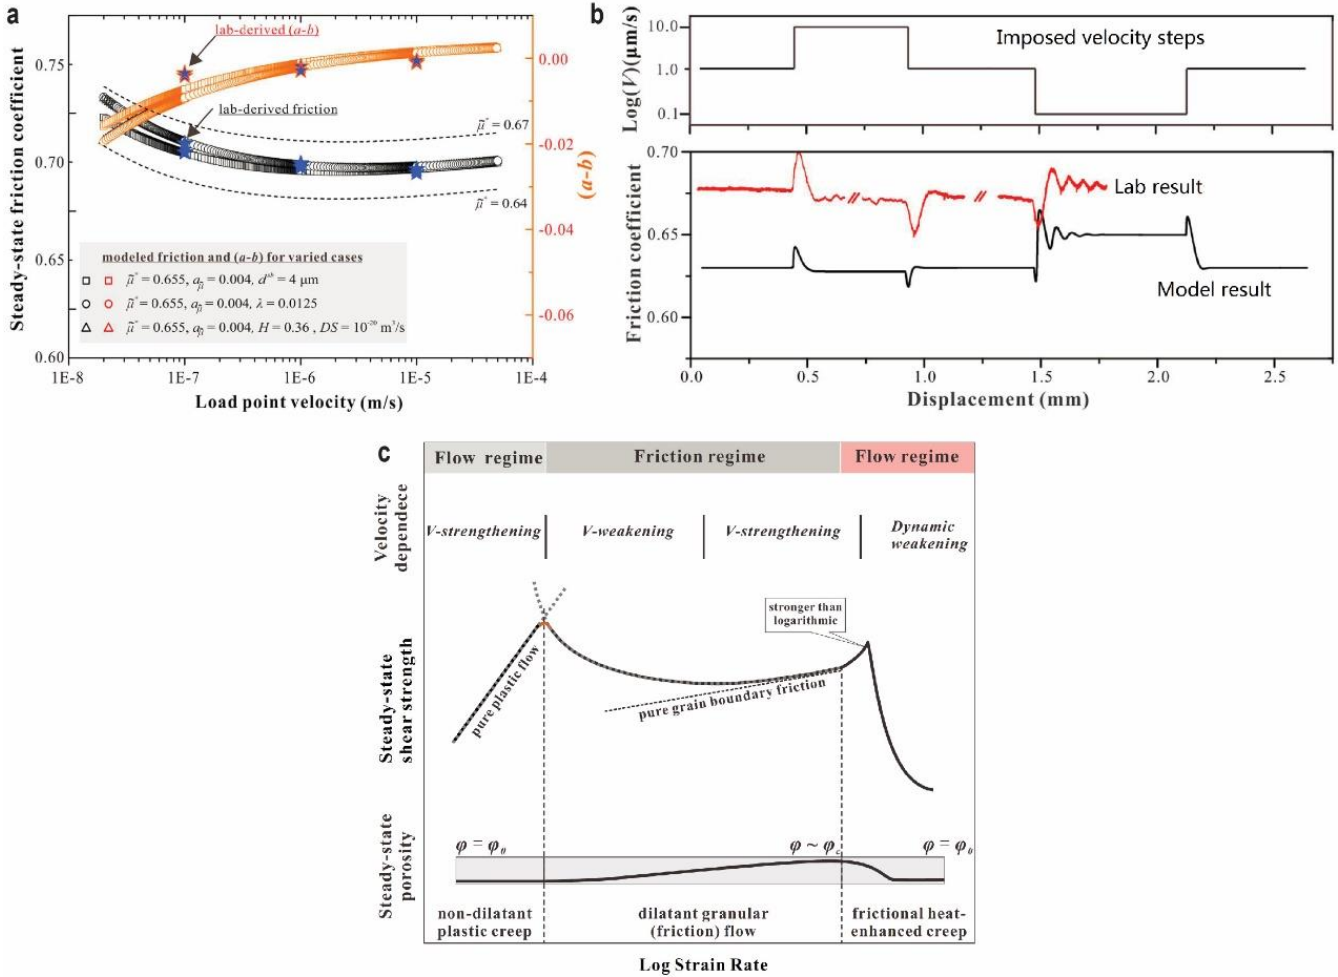 a
lab-derived (a-b)
lab-derived friction
μ̃* = 0.67
μ̃* = 0.64
modeled friction and (a-b) for varied cases
μ̃* = 0.655, aμ̃ = 0.004, dˢᵇ = 4 μm
μ̃* = 0.655, aμ̃ = 0.004, λ = 0.0125
μ̃* = 0.655, aμ̃ = 0.004, H = 0.36 , DS = 10⁻²⁰ m³/s
Steady-state friction coefficient
0.75
0.70
0.65
0.60
1E-8
1E-7
1E-6
1E-5
1E-4
Load point velocity (m/s)
0.00
-0.02
-0.04
-0.06
(a-b)
b
Log(V)(μm/s)
10.0
1.0
0.1
Imposed velocity steps
Friction coefficient
0.70
0.65
0.60
Lab result
Model result
0.0
0.5
1.0
1.5
2.0
2.5
Displacement (mm)
c
Flow regime
Friction regime
Flow regime
Velocity
dependece
V-strengthening
V-weakening
V-strengthening
Dynamic
weakening
Steady-state
shear strength
pure plastic flow
pure grain boundary friction
stronger than
logarithmic
Steady-state
porosity
φ = φ₀
φ ~ φc
φ = φ₀
non-dilatant
plastic creep
dilatant granular
(friction) flow
frictional heat-
enhanced creep
Log Strain Rate